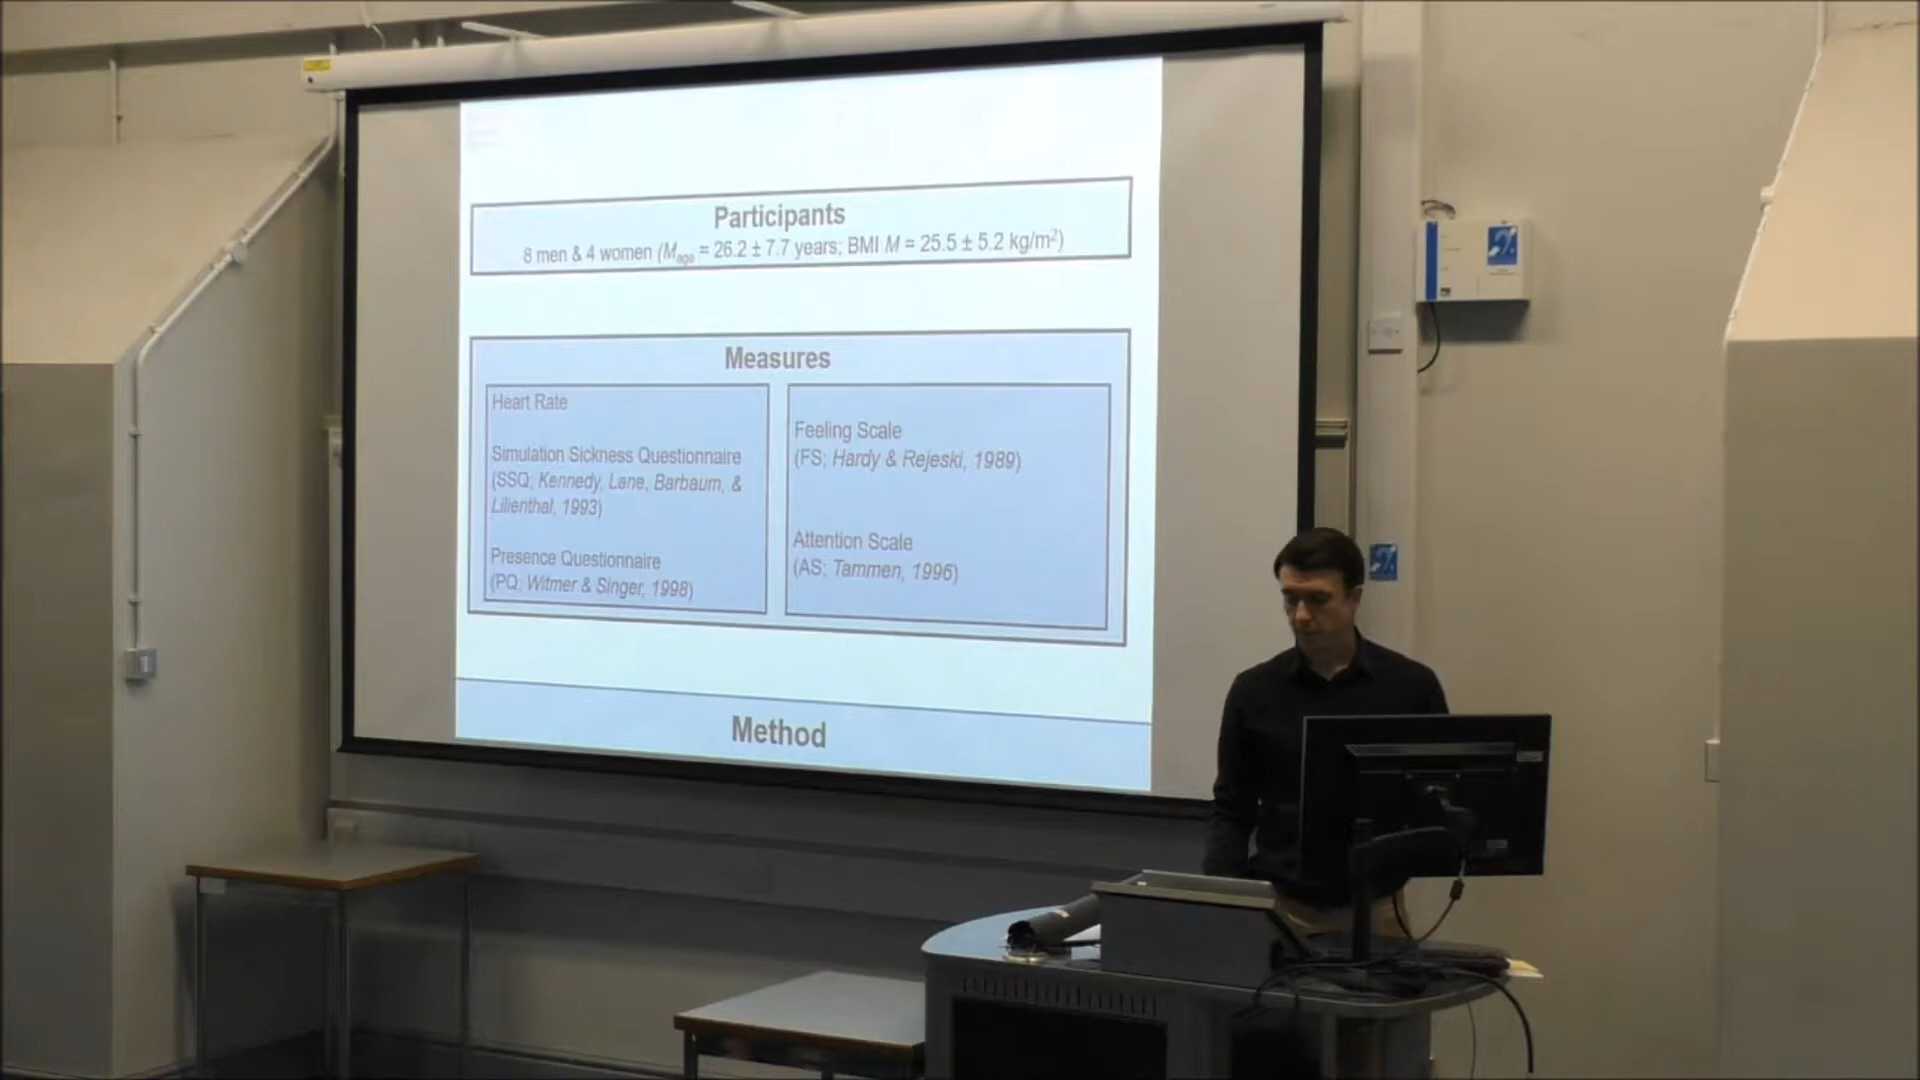 Participants
8 men & 4 women (Mage = 26.2 ± 7.7 years; BMI M = 25.5 ± 5.2 kg/m²)
Measures
Heart Rate
Simulation Sickness Questionnaire
(SSQ; Kennedy, Lane, Barbaum, &
Lilienthal, 1993)
Presence Questionnaire
(PQ; Witmer & Singer, 1998)
Feeling Scale
(FS; Hardy & Rejeski, 1989)
Attention Scale
(AS; Tammen, 1996)
Method